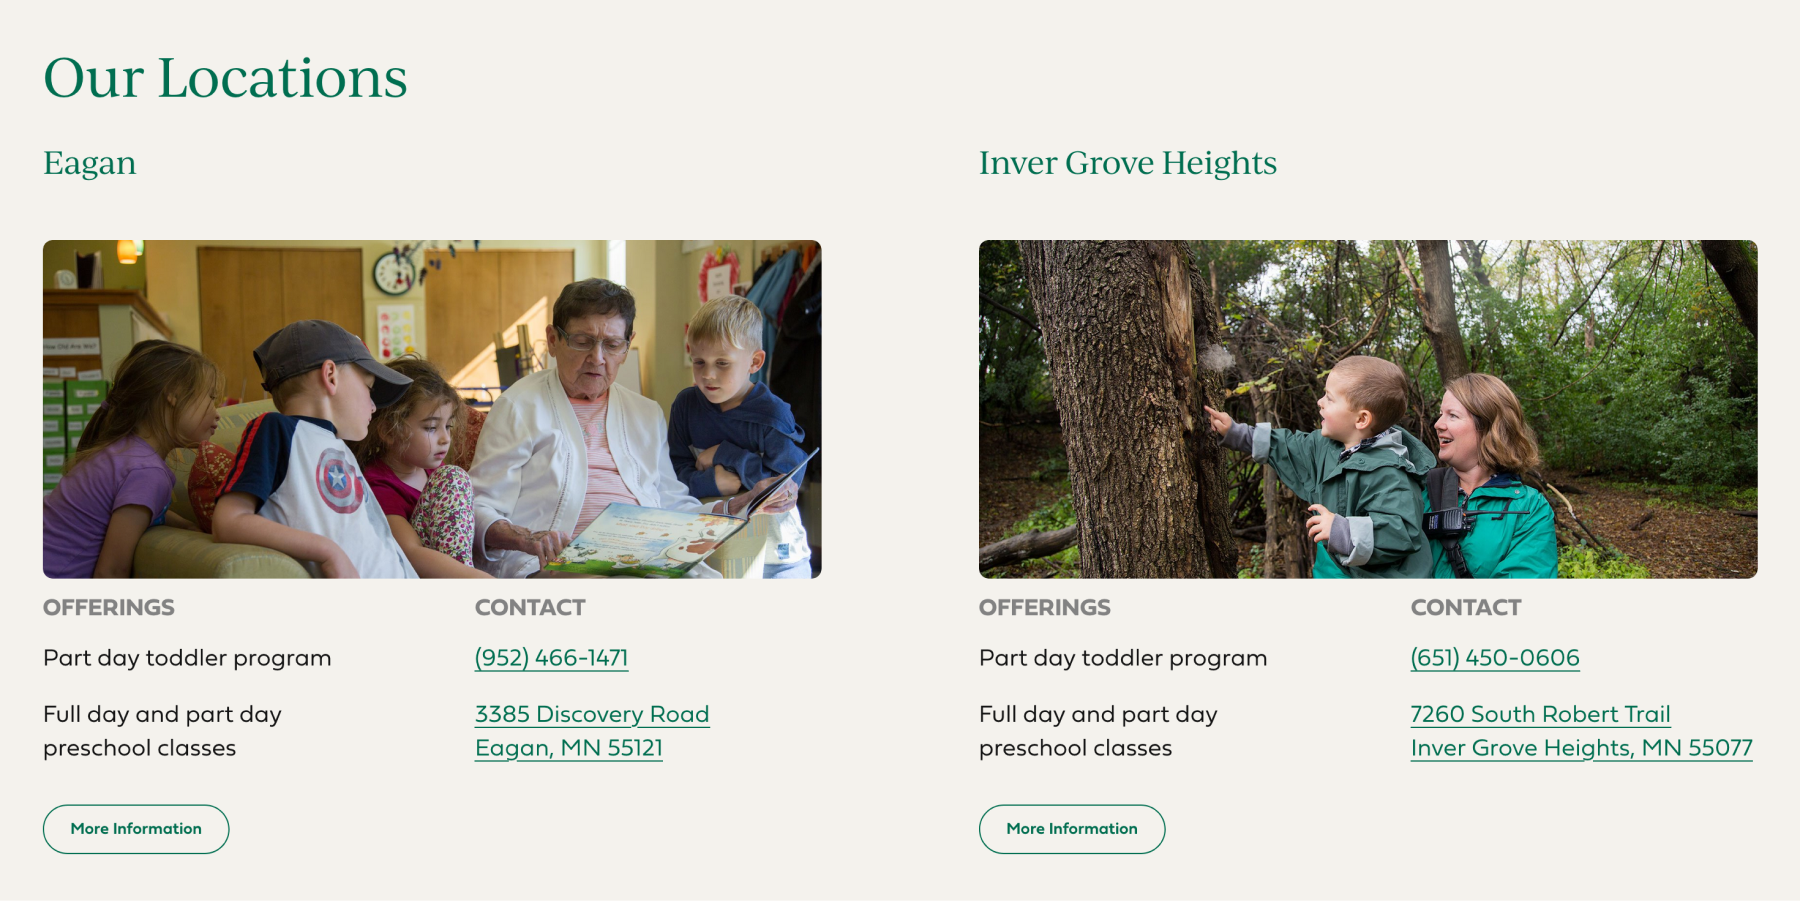 Our Locations
Eagan
OFFERINGS
Part day toddler program
Full day and part day
preschool classes
CONTACT
(952) 466-1471
3385 Discovery Road
Eagan, MN 55121
More Information
Inver Grove Heights
OFFERINGS
Part day toddler program
Full day and part day
preschool classes
CONTACT
(651) 450-0606
7260 South Robert Trail
Inver Grove Heights, MN 55077
More Information